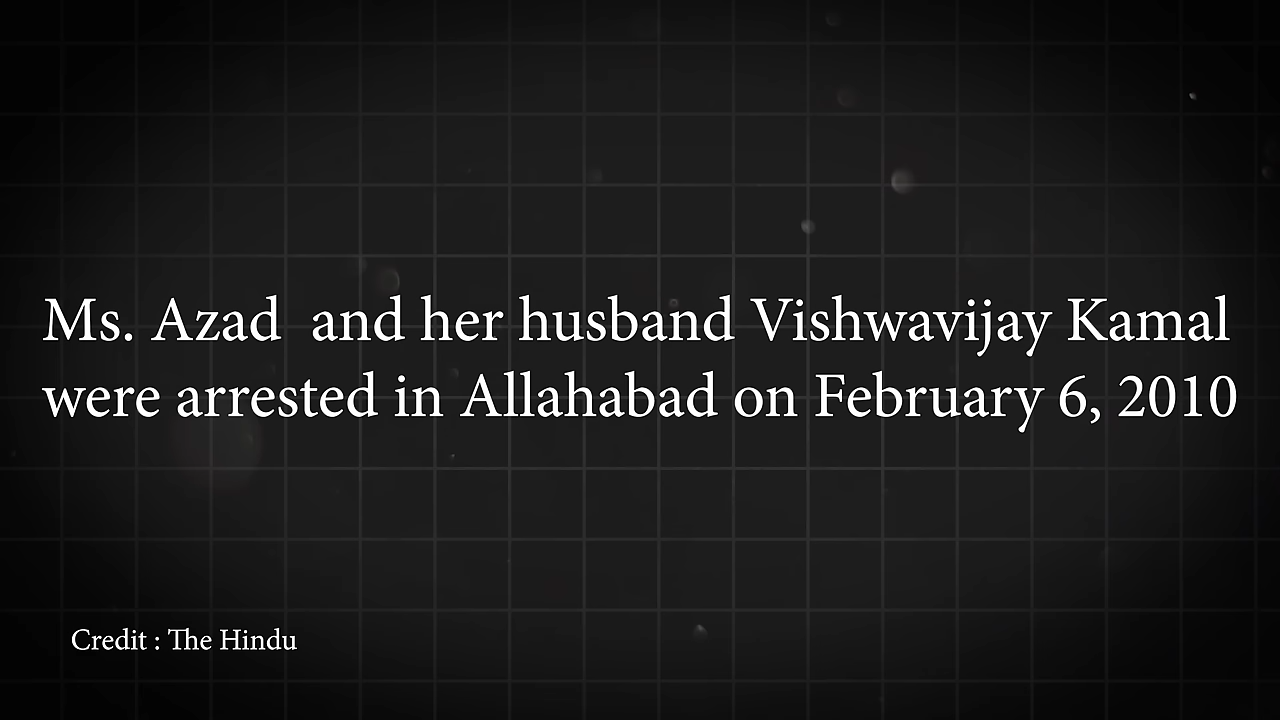 Ms. Azad  and her husband Vishwavijay Kamal
were arrested in Allahabad on February 6, 2010
Credit : The Hindu